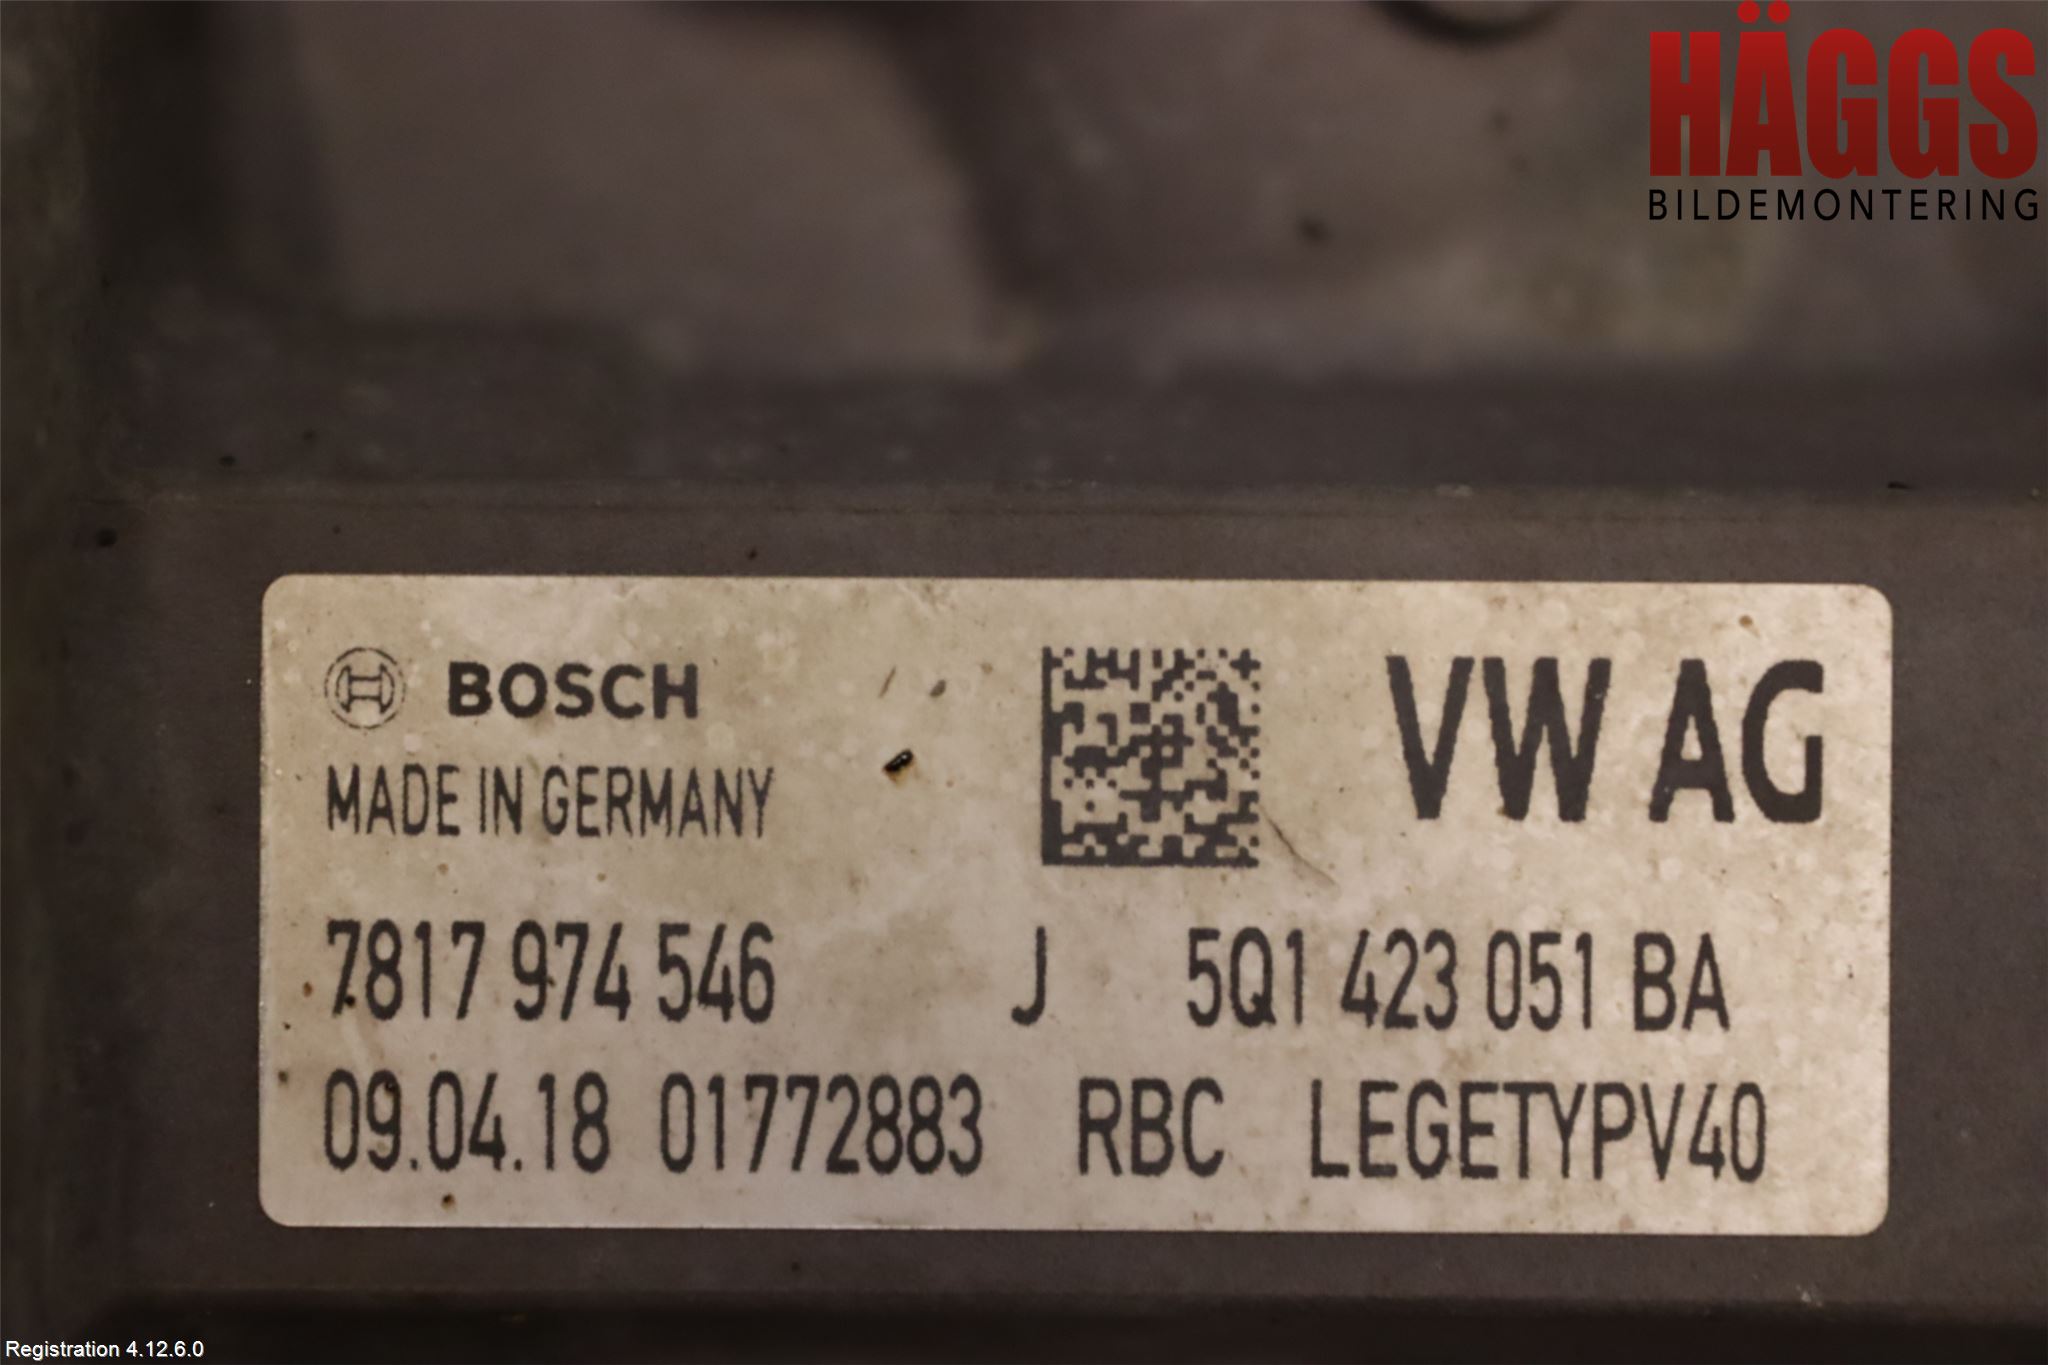 HÄGGS
BILDEMONTERING
BOSCH
MADE IN GERMANY
VW AG
7817 974 546 J 5Q1 423 051 BA
09.04.18 01772883 RBC LEGETYPV40
Registration 4.12.6.0